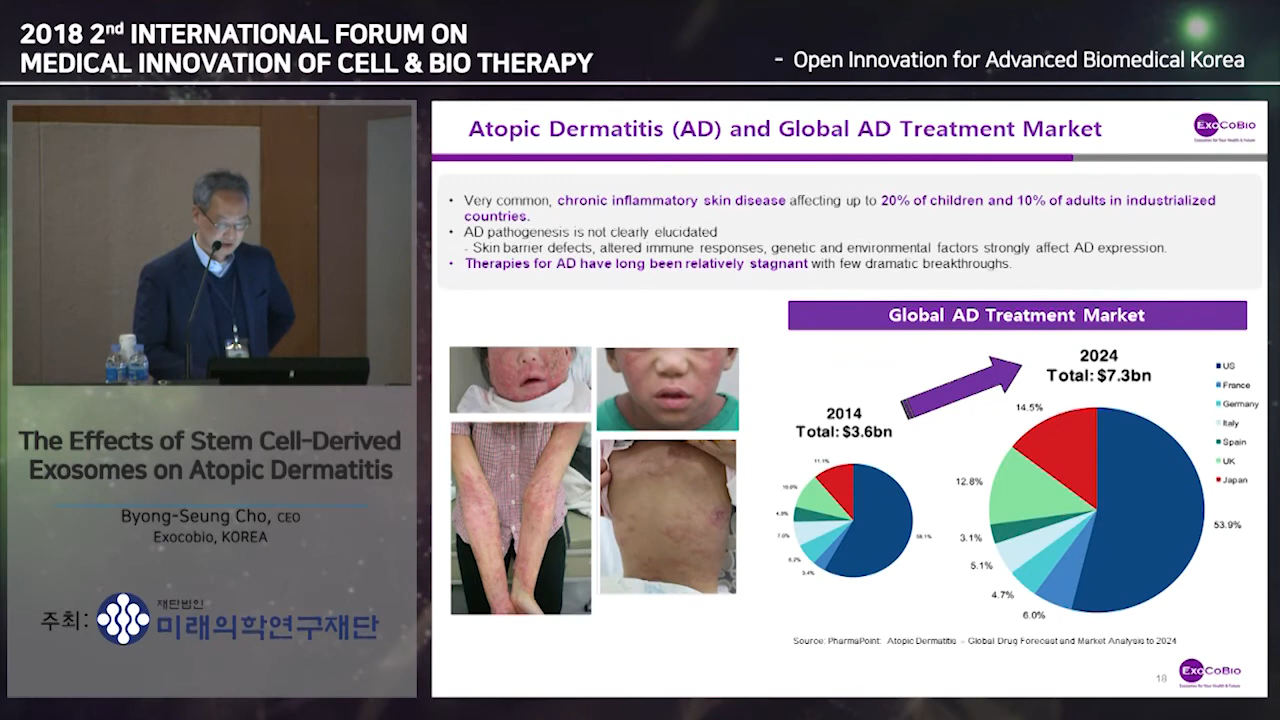 2018 2nd INTERNATIONAL FORUM ON
MEDICAL INNOVATION OF CELL & BIO THERAPY
- Open Innovation for Advanced Biomedical Korea
The Effects of Stem Cell-Derived
Exosomes on Atopic Dermatitis
Byong-Seung Cho, CEO
Exocobio, KOREA
주최:
재단법인
미래의학연구재단
Atopic Dermatitis (AD) and Global AD Treatment Market
ExoCoBio
• Very common, chronic inflammatory skin disease affecting up to 20% of children and 10% of adults in industrialized
countries.
• AD pathogenesis is not clearly elucidated
- Skin barrier defects, altered immune responses, genetic and environmental factors strongly affect AD expression.
• Therapies for AD have long been relatively stagnant with few dramatic breakthroughs.
Global AD Treatment Market
2014
Total: $3.6bn
11.1%
4.9%
7.0%
3.4%
2024
Total: $7.3bn
14.5%
12.8%
3.1%
5.1%
4.7%
6.0%
53.9%
US
France
Germany
Italy
Spain
UK
Japan
Source: PharmaPoint: Atopic Dermatitis – Global Drug Forecast and Market Analysis to 2024
18
ExoCoBio